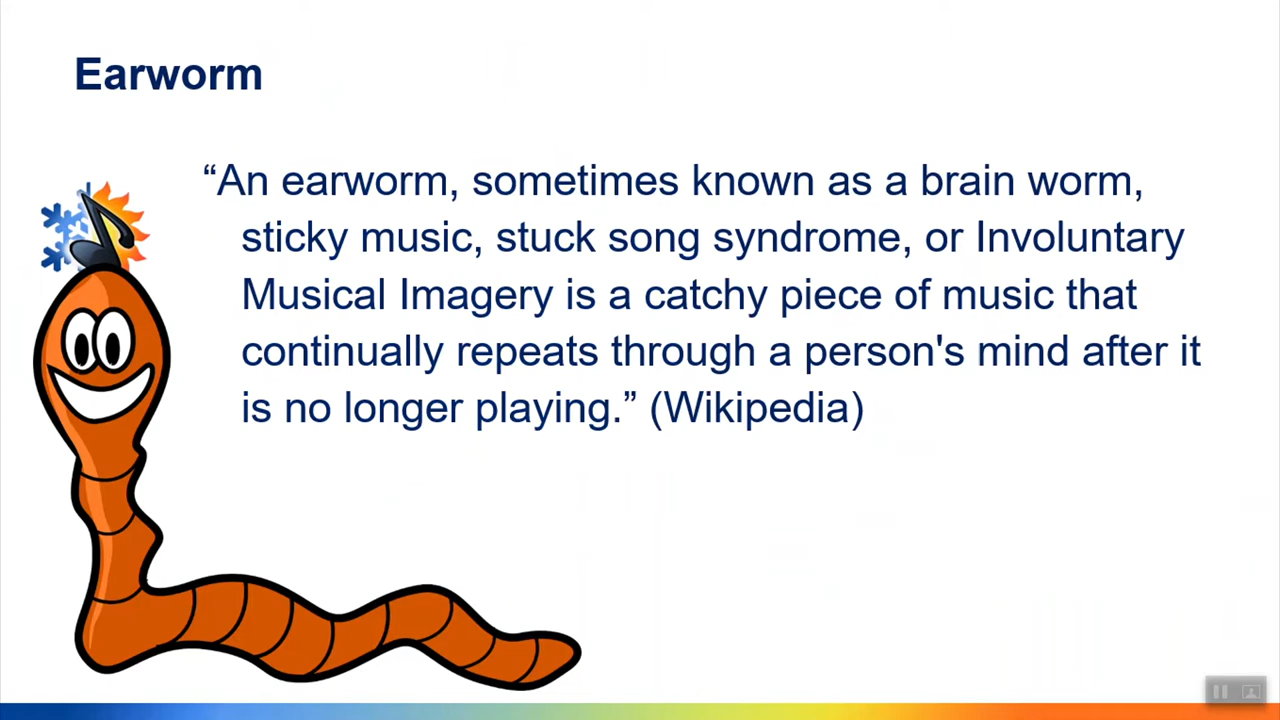 Earworm
“An earworm, sometimes known as a brain worm,
sticky music, stuck song syndrome, or Involuntary
Musical Imagery is a catchy piece of music that
continually repeats through a person's mind after it
is no longer playing.” (Wikipedia)